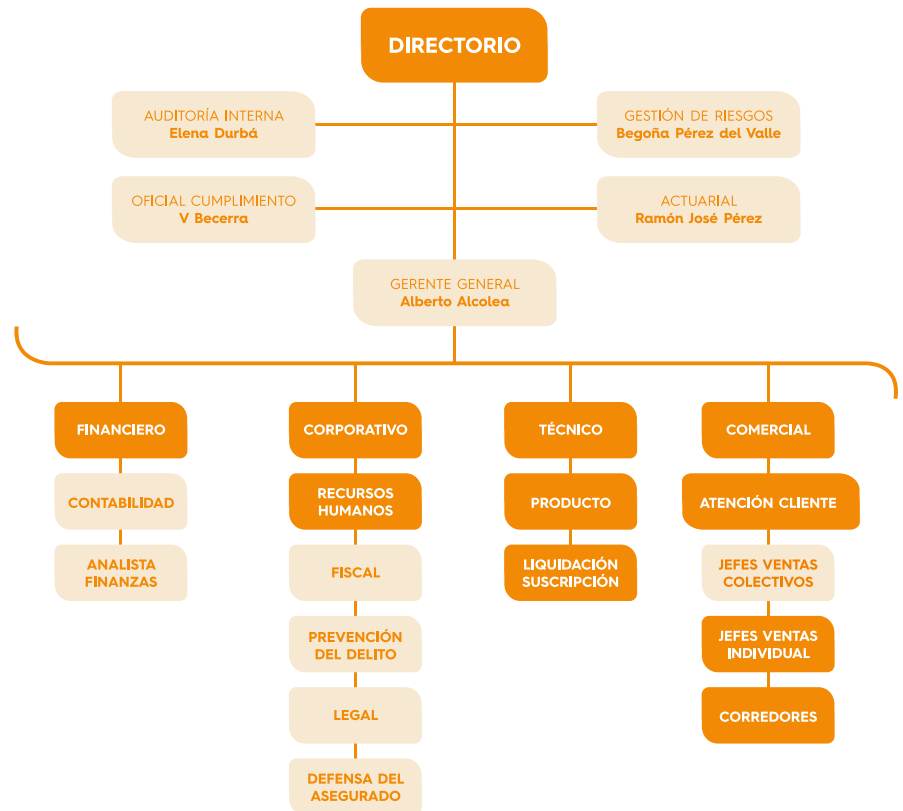 DIRECTORIO
AUDITORÍA INTERNA
Elena Durbá
GESTIÓN DE RIESGOS
Begoña Pérez del Valle
OFICIAL CUMPLIMIENTO
V Becerra
ACTUARIAL
Ramón José Pérez
GERENTE GENERAL
Alberto Alcolea
FINANCIERO
CONTABILIDAD
ANALISTA
FINANZAS
CORPORATIVO
RECURSOS
HUMANOS
FISCAL
PREVENCIÓN
DEL DELITO
LEGAL
DEFENSA DEL
ASEGURADO
TÉCNICO
PRODUCTO
LIQUIDACIÓN
SUSCRIPCIÓN
COMERCIAL
ATENCIÓN CLIENTE
JEFES VENTAS
COLECTIVOS
JEFES VENTAS
INDIVIDUAL
CORREDORES